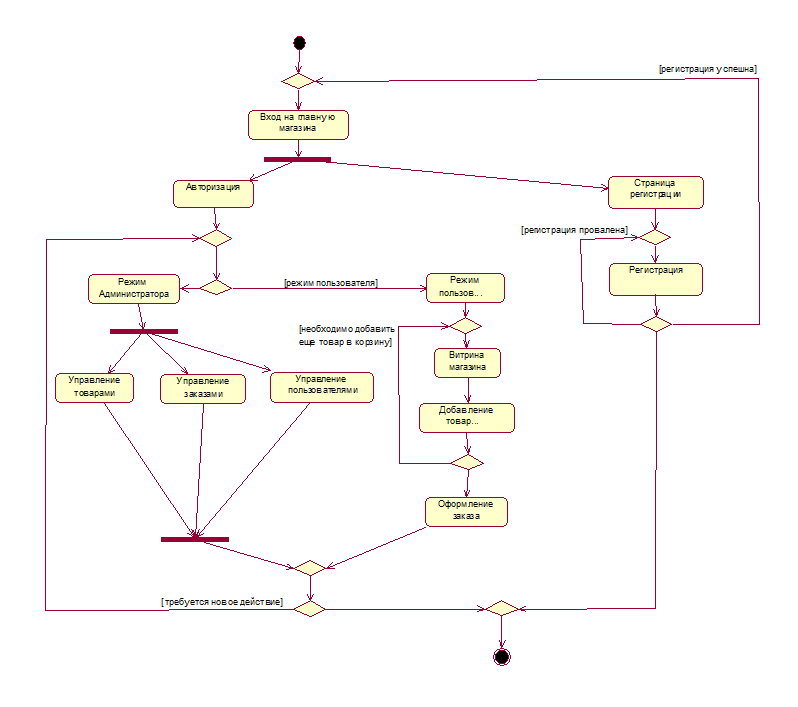 [регистрация успешна]
Вход на главную
магазина
Авторизация
Страница
регистрации
[регистрация провалена]
Режим
Администратора
[режим пользователя]
Режим
пользов...
Регистрация
[необходимо добавить
еще товар в корзину]
Витрина
магазина
Управление
товарами
Управление
заказами
Управление
пользователями
Добавление
товар...
Оформление
заказа
[требуется новое действие]